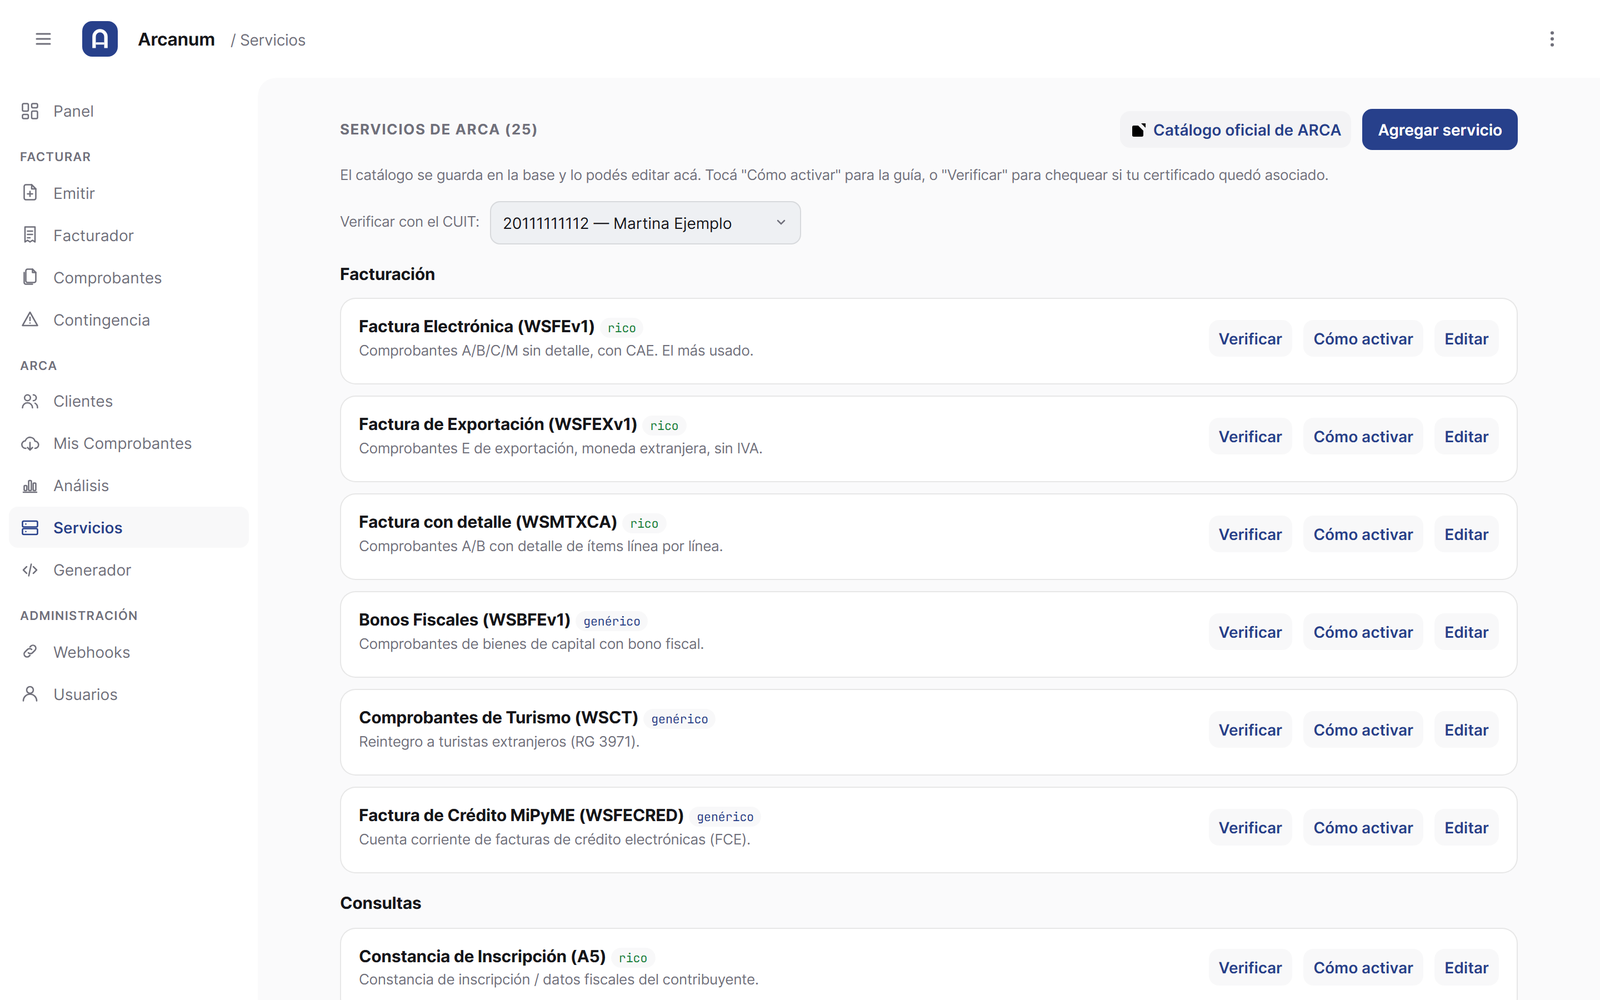 Arcanum / Servicios
Panel
FACTURAR
Emitir
Facturador
Comprobantes
Contingencia
ARCA
Clientes
Mis Comprobantes
Análisis
Servicios
Generador
ADMINISTRACIÓN
Webhooks
Usuarios
SERVICIOS DE ARCA (25)
Catálogo oficial de ARCA
Agregar servicio
El catálogo se guarda en la base y lo podés editar acá. Tocá "Cómo activar" para la guía, o "Verificar" para chequear si tu certificado quedó asociado.
Verificar con el CUIT: 20111111112 — Martina Ejemplo
Facturación
Factura Electrónica (WSFEv1) rico
Comprobantes A/B/C/M sin detalle, con CAE. El más usado.
Verificar Cómo activar Editar
Factura de Exportación (WSFEXv1) rico
Comprobantes E de exportación, moneda extranjera, sin IVA.
Verificar Cómo activar Editar
Factura con detalle (WSMTXCA) rico
Comprobantes A/B con detalle de ítems línea por línea.
Verificar Cómo activar Editar
Bonos Fiscales (WSBFEv1) genérico
Comprobantes de bienes de capital con bono fiscal.
Verificar Cómo activar Editar
Comprobantes de Turismo (WSCT) genérico
Reintegro a turistas extranjeros (RG 3971).
Verificar Cómo activar Editar
Factura de Crédito MiPyME (WSFECRED) genérico
Cuenta corriente de facturas de crédito electrónicas (FCE).
Verificar Cómo activar Editar
Consultas
Constancia de Inscripción (A5) rico
Constancia de inscripción / datos fiscales del contribuyente.
Verificar Cómo activar Editar